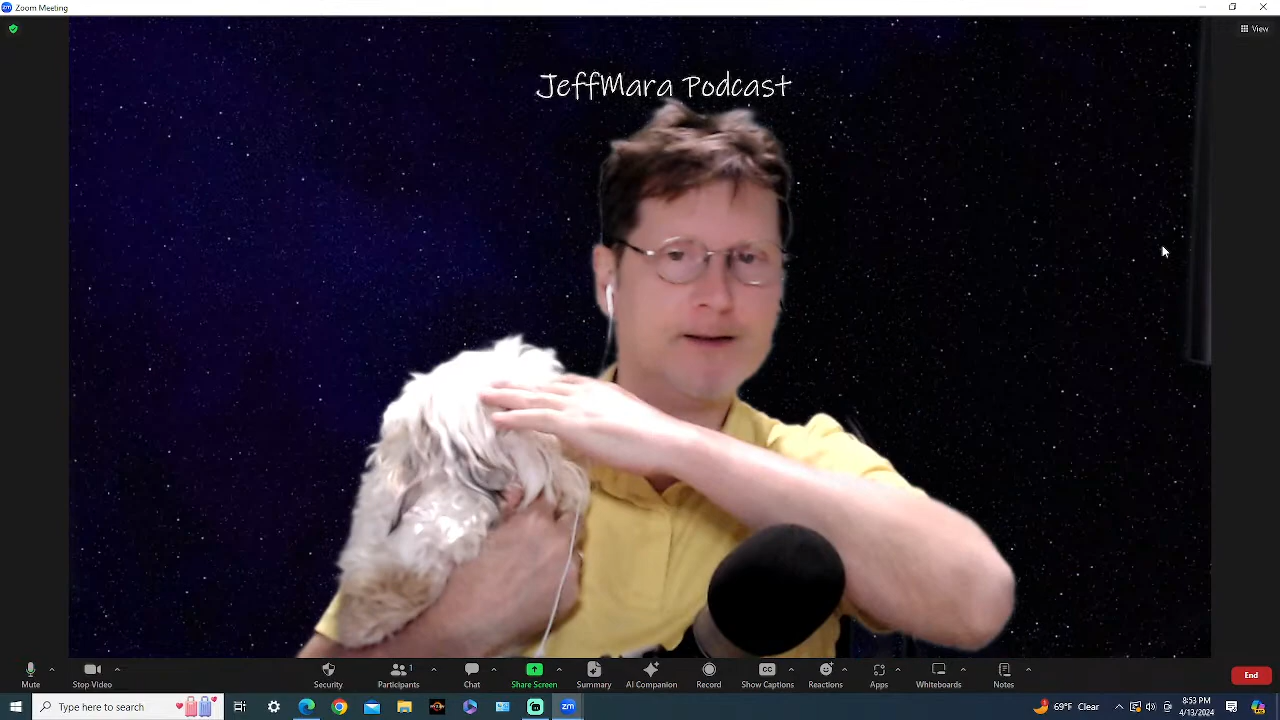 Zoom Meeting
View
JeffMara Podcast
Mute
Stop Video
Security
Participants
1
Chat
Share Screen
Summary
AI Companion
Record
Show Captions
Reactions
Apps
Whiteboards
Notes
End
Type here to search
69°F Clear
8:53 PM
4/13/2024